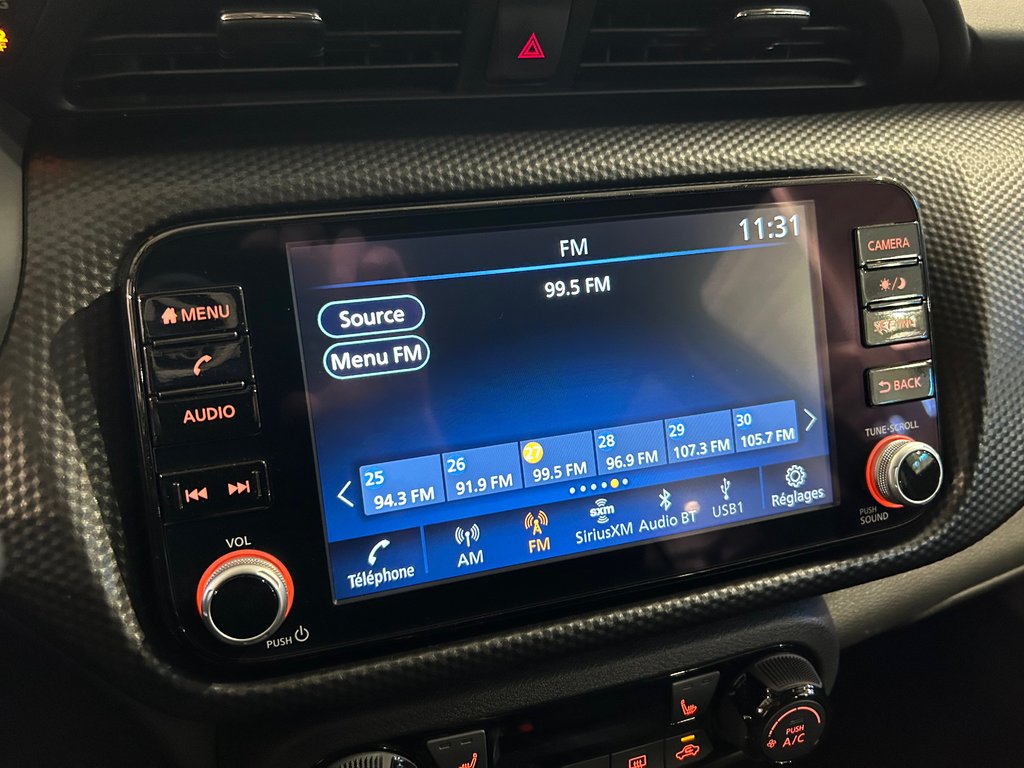 FM
11:31
99.5 FM
Source
Menu FM
25
94.3 FM
26
91.9 FM
27
99.5 FM
28
96.9 FM
29
107.3 FM
30
105.7 FM
Téléphone
AM
FM
sxm
SiriusXM
Audio BT
USB1
Réglages
MENU
AUDIO
VOL
PUSH
CAMERA
BACK
TUNE·SCROLL
PUSH
SOUND
PUSH
A/C